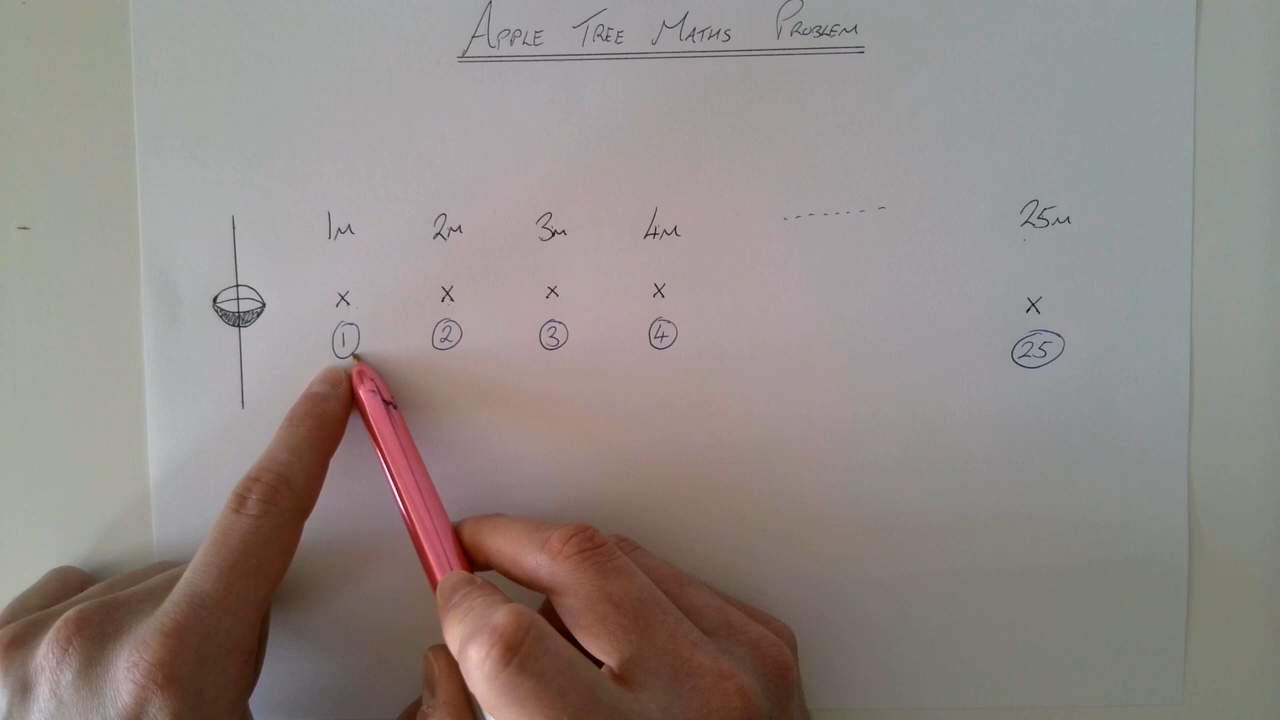 APPLE TREE MATHS PROBLEM
1M 2M 3M 4M ------- 25M
x x x x x
1 2 3 4 25